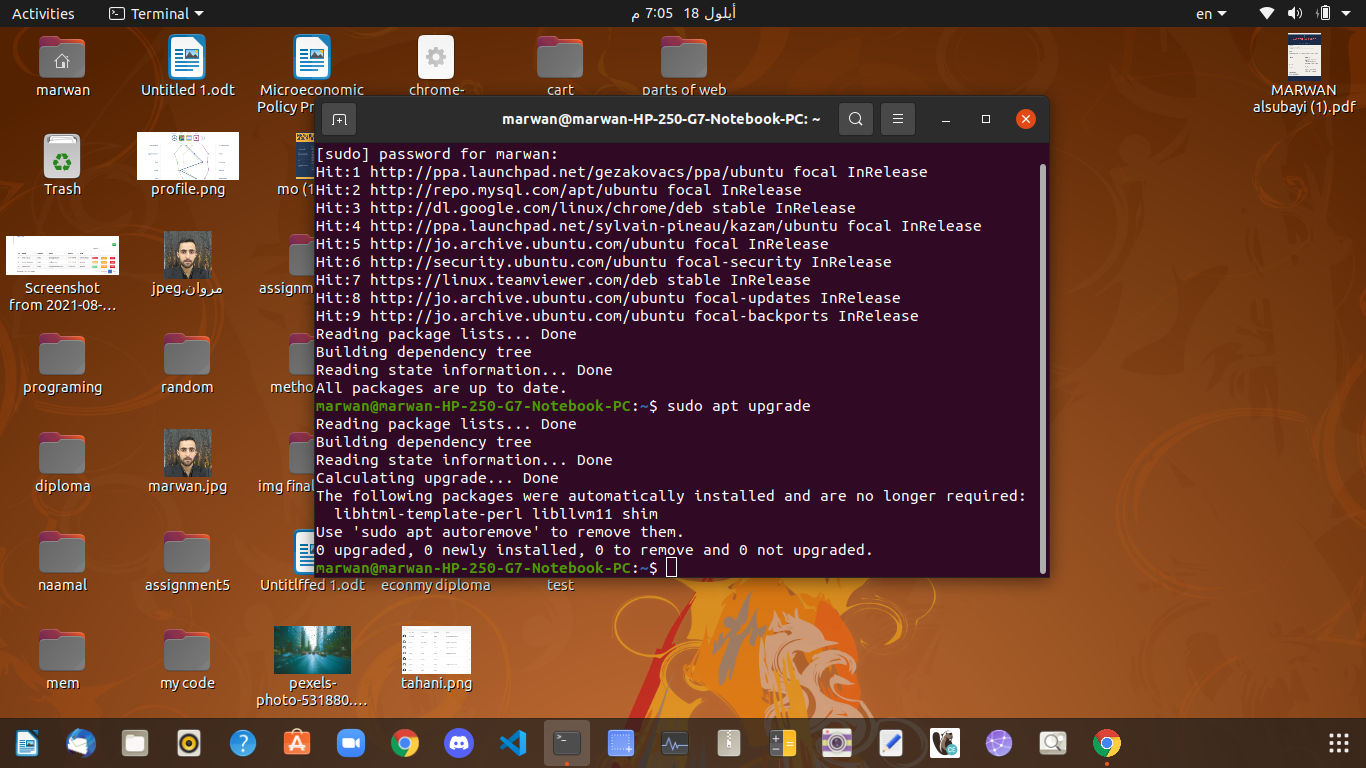 Activities
Terminal
أيلول 18 7:05 م
en
marwan
Untitled 1.odt
Microeconomic
Policy Pr
chrome-
cart
parts of web
MARWAN
alsubayi (1).pdf
Trash
profile.png
mo (1
Screenshot
from 2021-08-...
مروان.jpeg
assignm
programing
random
metho
diploma
marwan.jpg
img final
naamal
assignment5
Untitlffed 1.odt
econmy diploma
test
mem
my code
pexels-
photo-531880....
tahani.png
marwan@marwan-HP-250-G7-Notebook-PC: ~
[sudo] password for marwan:
Hit:1 http://ppa.launchpad.net/gezakovacs/ppa/ubuntu focal InRelease
Hit:2 http://repo.mysql.com/apt/ubuntu focal InRelease
Hit:3 http://dl.google.com/linux/chrome/deb stable InRelease
Hit:4 http://ppa.launchpad.net/sylvain-pineau/kazam/ubuntu focal InRelease
Hit:5 http://jo.archive.ubuntu.com/ubuntu focal InRelease
Hit:6 http://security.ubuntu.com/ubuntu focal-security InRelease
Hit:7 https://linux.teamviewer.com/deb stable InRelease
Hit:8 http://jo.archive.ubuntu.com/ubuntu focal-updates InRelease
Hit:9 http://jo.archive.ubuntu.com/ubuntu focal-backports InRelease
Reading package lists... Done
Building dependency tree
Reading state information... Done
All packages are up to date.
marwan@marwan-HP-250-G7-Notebook-PC:~$ sudo apt upgrade
Reading package lists... Done
Building dependency tree
Reading state information... Done
Calculating upgrade... Done
The following packages were automatically installed and are no longer required:
libhtml-template-perl libllvm11 shim
Use 'sudo apt autoremove' to remove them.
0 upgraded, 0 newly installed, 0 to remove and 0 not upgraded.
marwan@marwan-HP-250-G7-Notebook-PC:~$